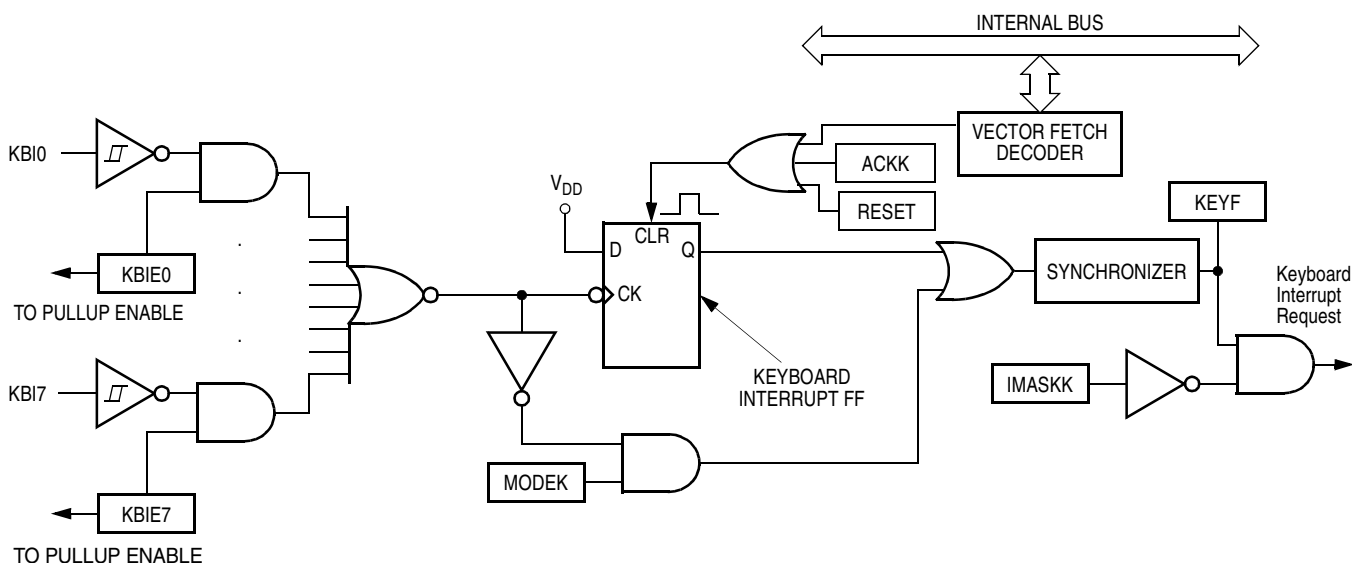 INTERNAL BUS
VECTOR FETCH
DECODER
KBI0
ACKK
VDD
RESET
KEYF
CLR
D
Q
KBIE0
CK
SYNCHRONIZER
Keyboard
Interrupt
Request
TO PULLUP ENABLE
KBI7
KEYBOARD
INTERRUPT FF
IMASKK
MODEK
KBIE7
TO PULLUP ENABLE